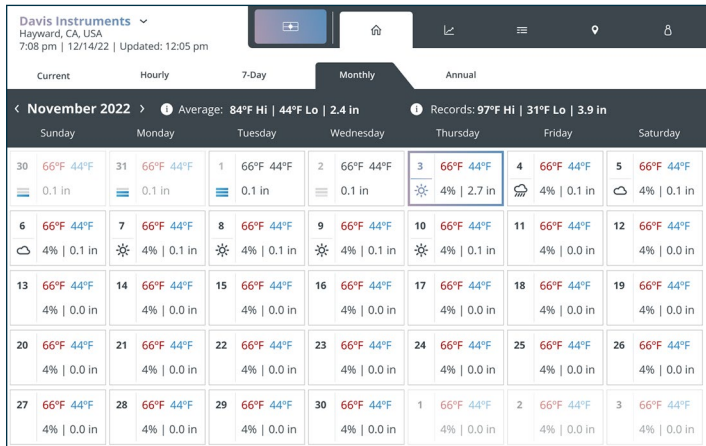 Davis Instruments
Hayward, CA, USA
7:08 pm | 12/14/22 | Updated: 12:05 pm
Current Hourly 7-Day Monthly Annual
< November 2022 > i Average: 84°F Hi | 44°F Lo | 2.4 in i Records: 97°F Hi | 31°F Lo | 3.9 in
Sunday Monday Tuesday Wednesday Thursday Friday Saturday
30 66°F 44°F 31 66°F 44°F 1 66°F 44°F 2 66°F 44°F 3 66°F 44°F 4 66°F 44°F 5 66°F 44°F
0.1 in 0.1 in 0.1 in 0.1 in 4% | 2.7 in 4% | 0.1 in 4% | 0.1 in
6 66°F 44°F 7 66°F 44°F 8 66°F 44°F 9 66°F 44°F 10 66°F 44°F 11 66°F 44°F 12 66°F 44°F
4% | 0.1 in 4% | 0.1 in 4% | 0.1 in 4% | 0.1 in 4% | 0.1 in 4% | 0.0 in 4% | 0.0 in
13 66°F 44°F 14 66°F 44°F 15 66°F 44°F 16 66°F 44°F 17 66°F 44°F 18 66°F 44°F 19 66°F 44°F
4% | 0.0 in 4% | 0.0 in 4% | 0.0 in 4% | 0.0 in 4% | 0.0 in 4% | 0.0 in 4% | 0.0 in
20 66°F 44°F 21 66°F 44°F 22 66°F 44°F 23 66°F 44°F 24 66°F 44°F 25 66°F 44°F 26 66°F 44°F
4% | 0.0 in 4% | 0.0 in 4% | 0.0 in 4% | 0.0 in 4% | 0.0 in 4% | 0.0 in 4% | 0.0 in
27 66°F 44°F 28 66°F 44°F 29 66°F 44°F 30 66°F 44°F 1 66°F 44°F 2 66°F 44°F 3 66°F 44°F
4% | 0.0 in 4% | 0.0 in 4% | 0.0 in 4% | 0.0 in 4% | 0.0 in 4% | 0.0 in 4% | 0.0 in